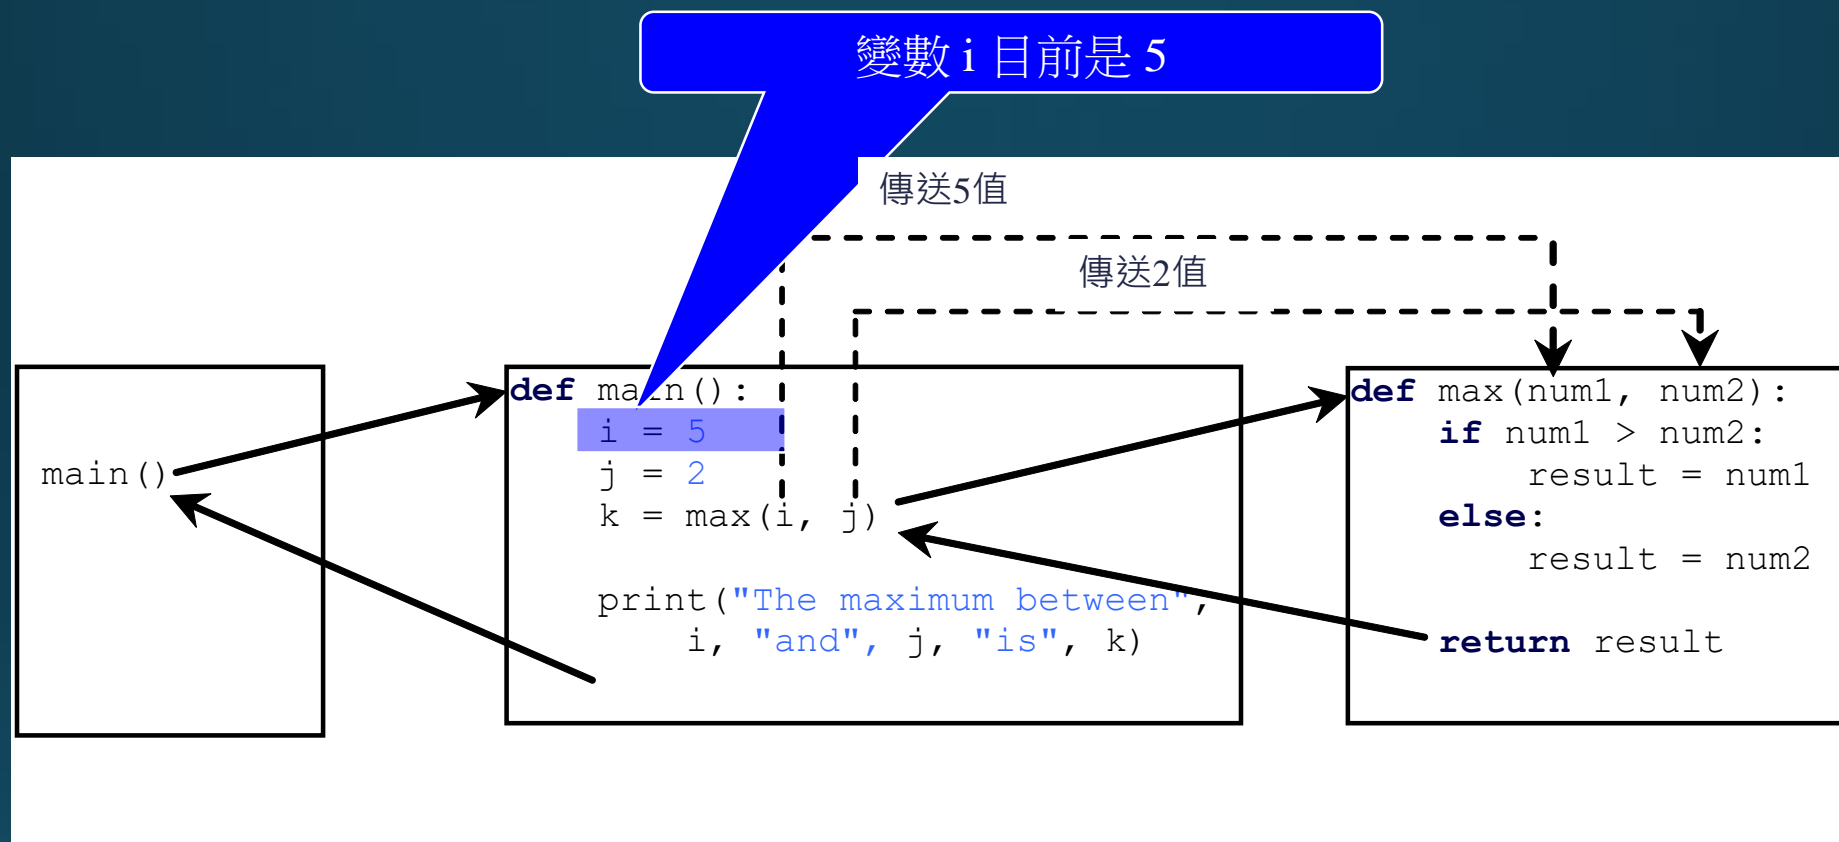 變數 i 目前是 5
傳送5值
傳送2值
main()
def main():
i = 5
j = 2
k = max(i, j)
print("The maximum between",
i, "and", j, "is", k)
def max(num1, num2):
if num1 > num2:
result = num1
else:
result = num2
return result